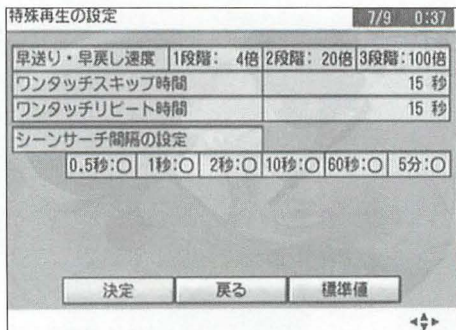 特殊再生の設定 7/9 0:37
早送り・早戻し速度 1段階: 4倍 2段階: 20倍 3段階:100倍
ワンタッチスキップ時間 15 秒
ワンタッチリピート時間 15 秒
シーンサーチ間隔の設定
0.5秒:○ 1秒:○ 2秒:○ 10秒:○ 60秒:○ 5分:○
決定 戻る 標準値